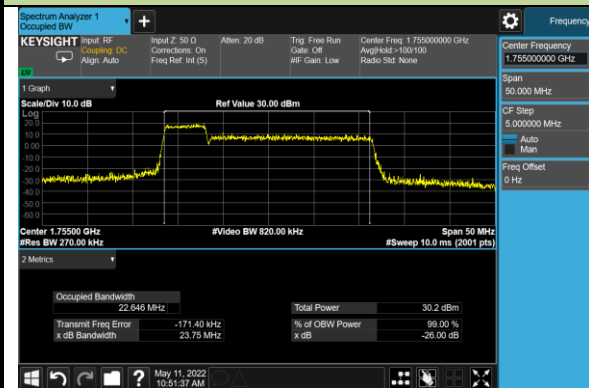 Spectrum Analyzer 1
Occupied BW
Frequency
KEYSIGHT
Input: RF
Coupling: DC
Align: Auto
Input Z: 50 Ω
Corrections: On
Freq Ref: Int (S)
Atten: 20 dB
Trig: Free Run
Gate: Off
#IF Gain: Low
Center Freq: 1.755000000 GHz
Avg|Hold:>100/100
Radio Std: None
Center Frequency
1.755000000 GHz
Span
50.000 MHz
CF Step
5.000000 MHz
Auto
Man
Freq Offset
0 Hz
1 Graph
Scale/Div 10.0 dB
Ref Value 30.00 dBm
Log
20.0
10.0
0.00
-10.0
-20.0
-30.0
-40.0
-50.0
-60.0
Center 1.75500 GHz
#Video BW 820.00 kHz
Span 50 MHz
#Res BW 270.00 kHz
#Sweep 10.0 ms (2001 pts)
2 Metrics
Occupied Bandwidth
22.646 MHz
Total Power
30.2 dBm
Transmit Freq Error
-171.40 kHz
% of OBW Power
99.00 %
x dB Bandwidth
23.75 MHz
x dB
-26.00 dB
May 11, 2022
10:51:37 AM